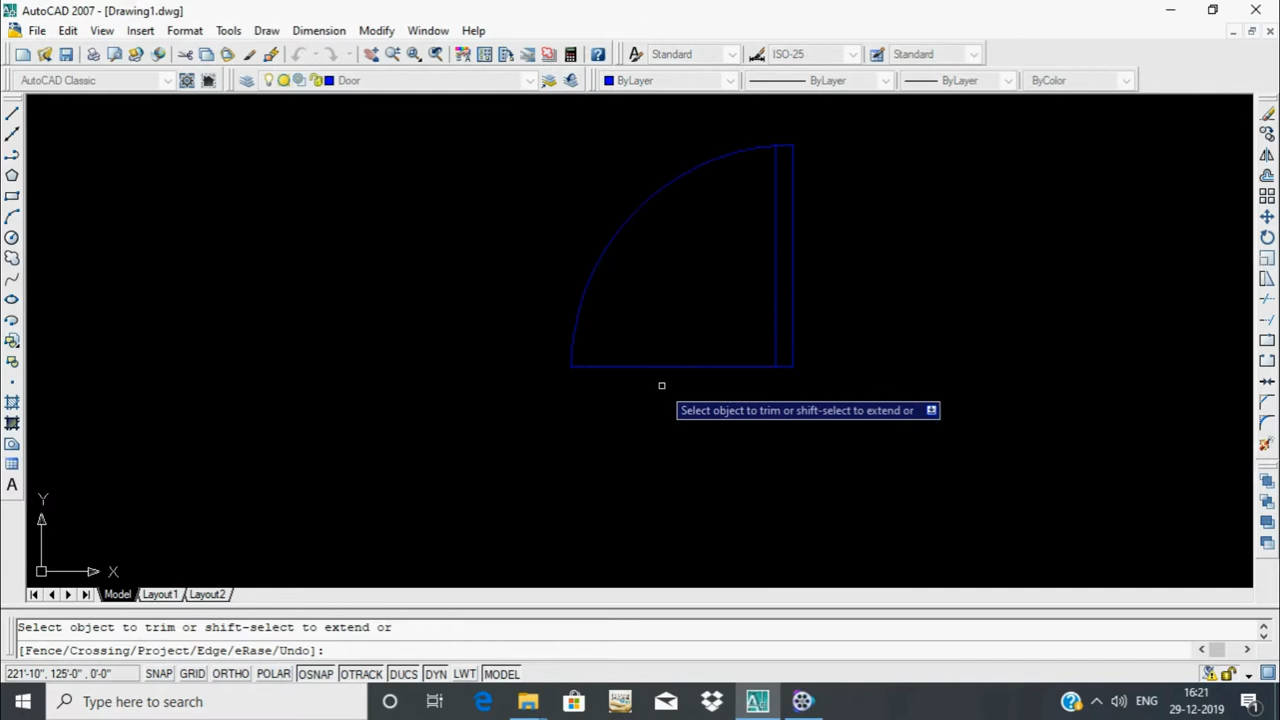 AutoCAD 2007 - [Drawing1.dwg]
File Edit View Insert Format Tools Draw Dimension Modify Window Help
Standard ISO-25 Standard
AutoCAD Classic Door ByLayer ByLayer ByLayer ByColor
A
Select object to trim or shift-select to extend or
Y
X
Model Layout1 Layout2
Select object to trim or shift-select to extend or
[Fence/Crossing/Project/Edge/eRase/Undo]:
221'-10", 125'-0" , 0'-0" SNAP GRID ORTHO POLAR OSNAP OTRACK DUCS DYN LWT MODEL
Type here to search ENG 16:21
29-12-2019